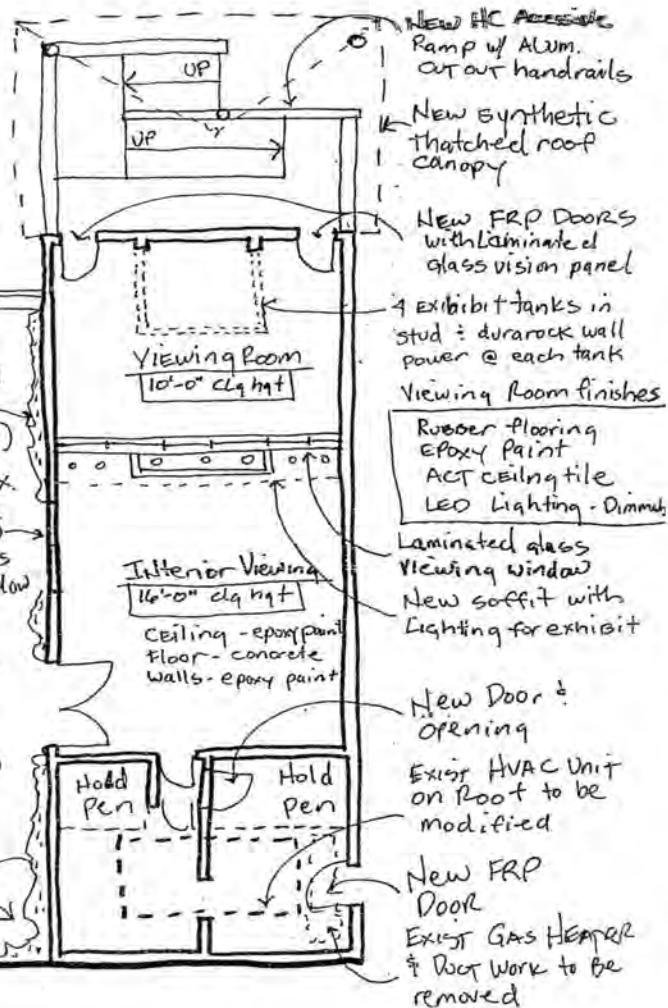 New HC Accessible
Ramp w/ Alum.
cut out handrails
UP
UP
New synthetic
thatched roof
canopy
New FRP Doors
with Laminated
glass vision panel
4 Exibibit tanks in
stud & durarock wall
power @ each tank
Viewing Room
10'-0" clg hgt
Viewing Room finishes
Rubber flooring
Epoxy Paint
ACT CEilng tile
LED Lighting - Dimmab
Laminated glass
Viewing window
New soffit with
Lighting for exhibit
Interior Viewing
16'-0" clg hgt
Ceiling - epoxy paint
Floor - concrete
Walls - epoxy paint
New Door &
opening
Hold
Pen
Hold
Pen
Exist HVAC Unit
on Roof to be
modified
New FRP
Door
Exist Gas Heater
& Duct work to be
removed